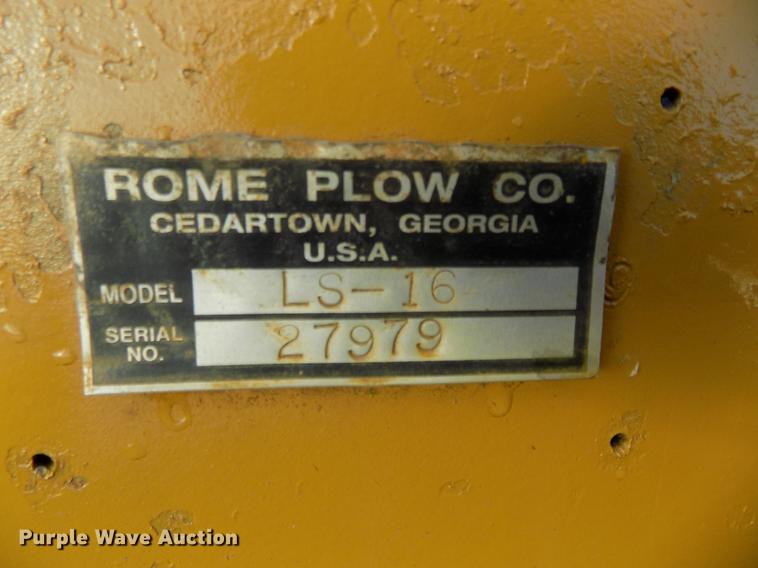 ROME PLOW CO.
CEDARTOWN, GEORGIA
U.S.A.
MODEL LS-16
SERIAL NO. 27979
Purple Wave Auction